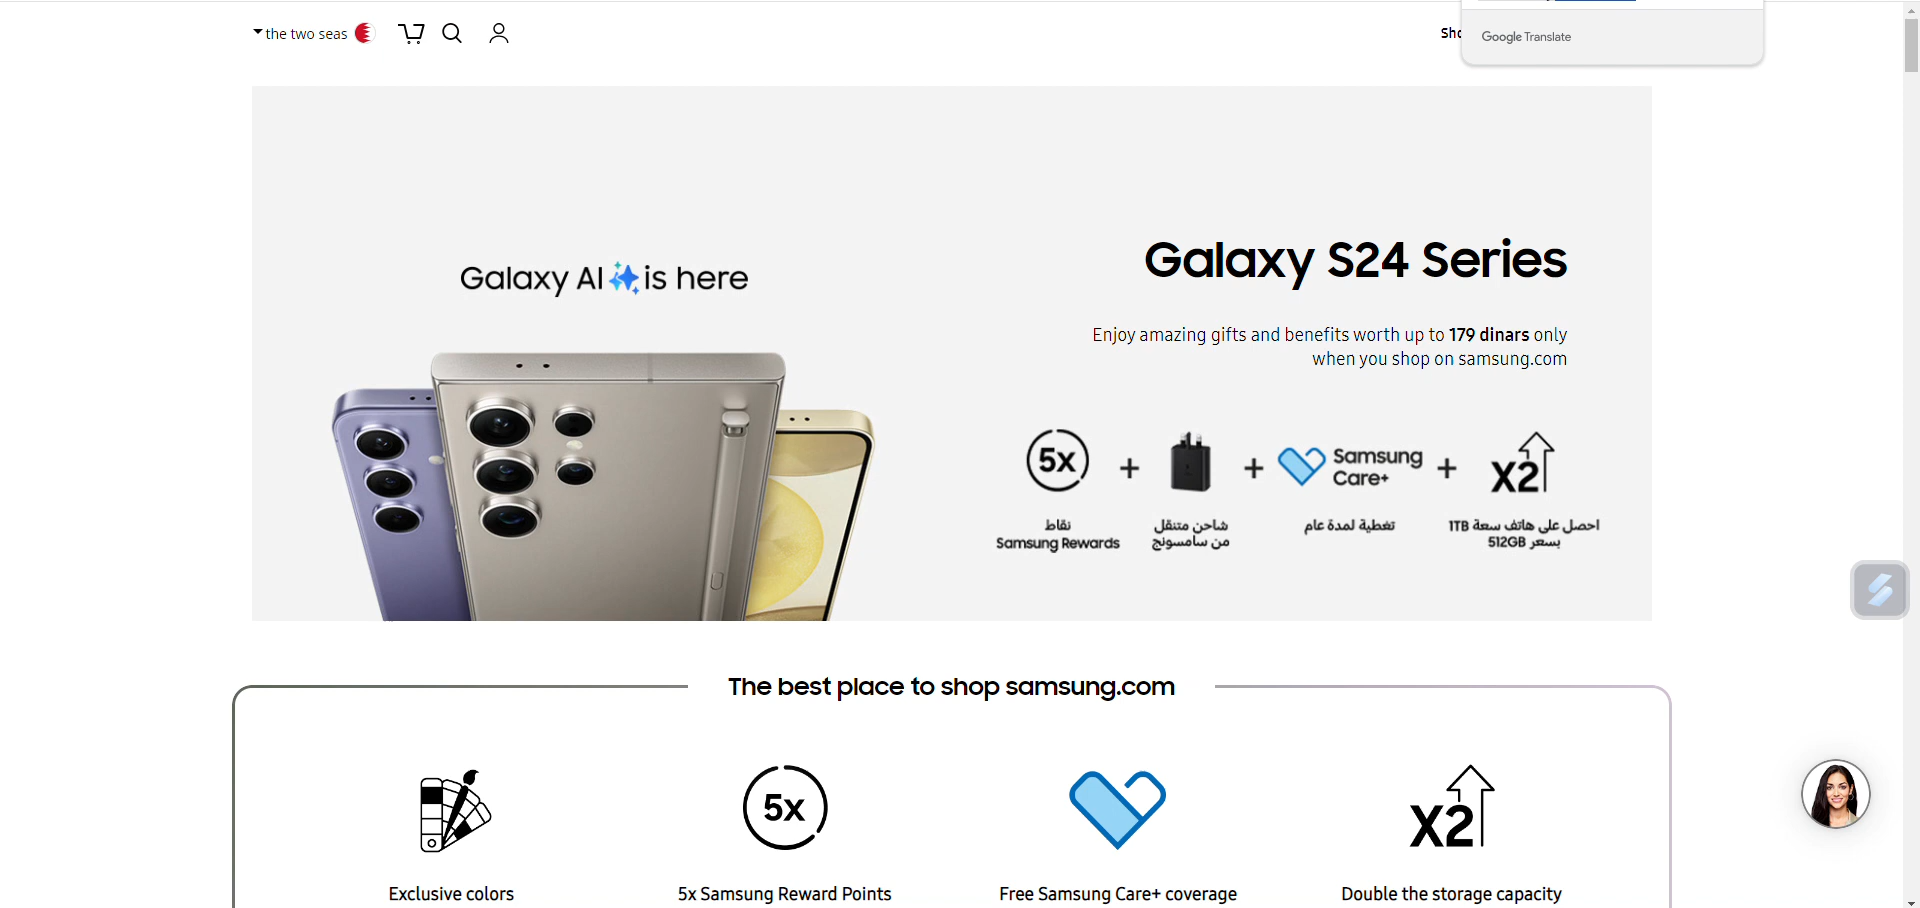 the two seas
Google Translate
Galaxy AI is here
Galaxy S24 Series
Enjoy amazing gifts and benefits worth up to 179 dinars only
when you shop on samsung.com
5x + + Samsung Care+ + X2
نقاط
Samsung Rewards
شاحن متنقل
من سامسونج
تغطية لمدة عام
احصل على هاتف سعة 1TB
بسعر 512GB
The best place to shop samsung.com
5x
X2
Exclusive colors
5x Samsung Reward Points
Free Samsung Care+ coverage
Double the storage capacity